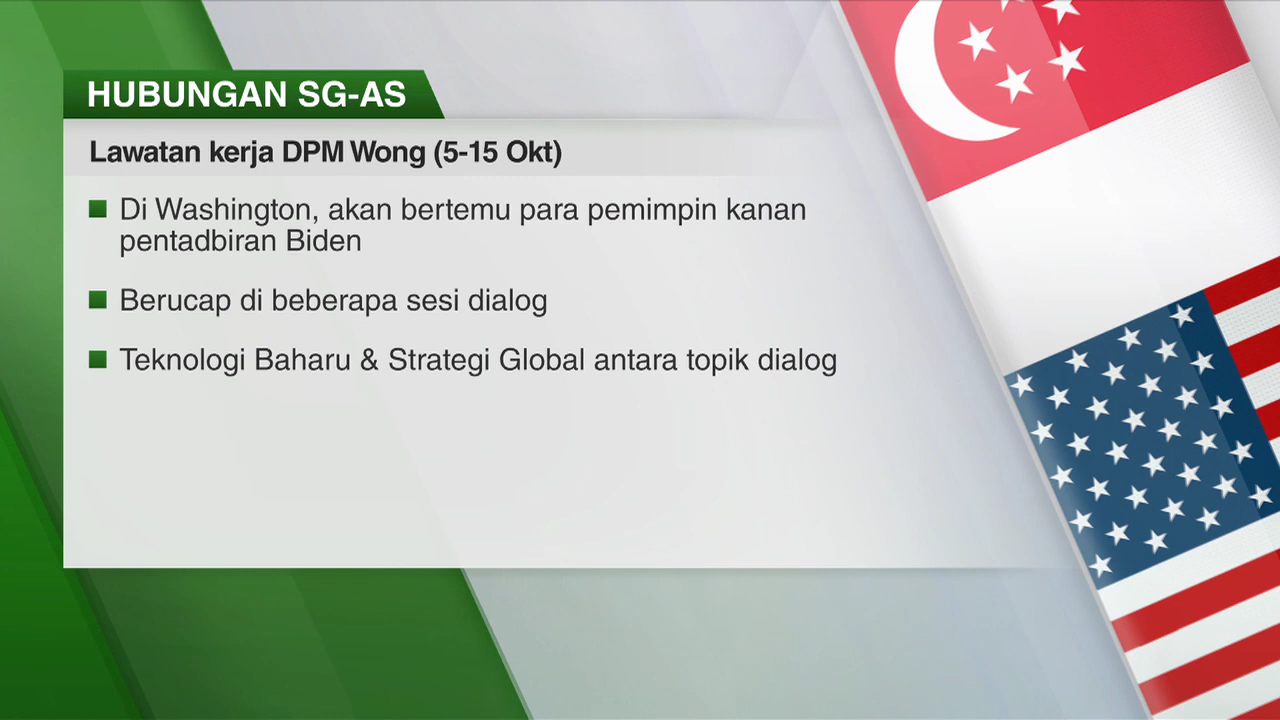 HUBUNGAN SG-AS
Lawatan kerja DPM Wong (5-15 Okt)
Di Washington, akan bertemu para pemimpin kanan
pentadbiran Biden
Berucap di beberapa sesi dialog
Teknologi Baharu & Strategi Global antara topik dialog